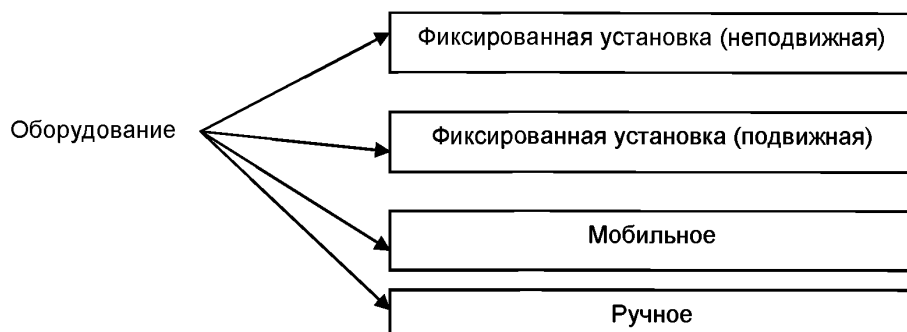 Фиксированная установка (неподвижная)
Оборудование
Фиксированная установка (подвижная)
Мобильное
Ручное